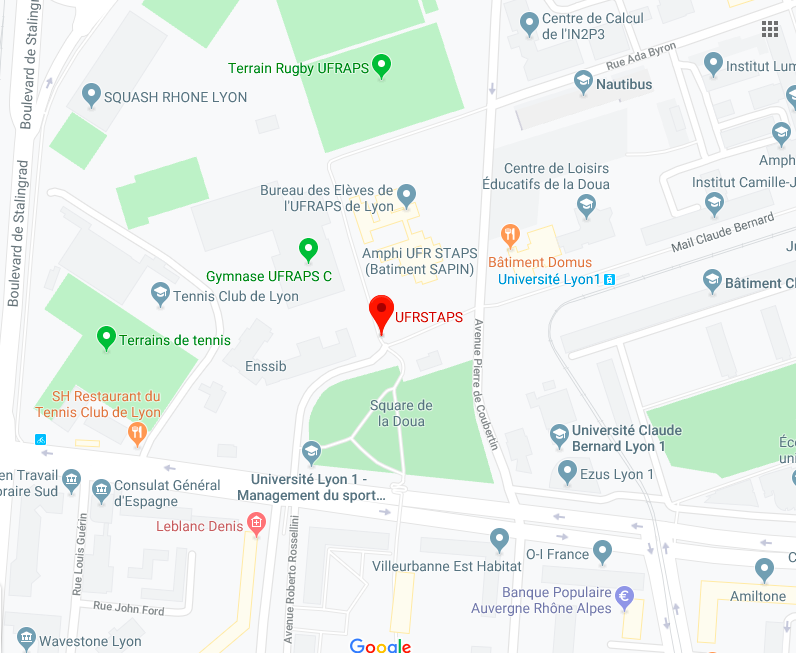 Centre de Calcul
de l'IN2P3
Boulevard de Stalingrad
Rue Ada Byron
Terrain Rugby UFRAPS
Institut Lum
Nautibus
SQUASH RHONE LYON
Amph
Centre de Loisirs
Éducatifs de la Doua
Institut Camille-J
Bureau des Elèves de
l'UFRAPS de Lyon
Boulevard de Stalingrad
Mail Claude Bernard
Amphi UFR STAPS
(Batiment SAPIN)
Bâtiment Domus
Université Lyon1
Gymnase UFRAPS C
Bâtiment C
Tennis Club de Lyon
UFRSTAPS
Terrains de tennis
Enssib
Avenue Pierre de Coubertin
SH Restaurant du
Tennis Club de Lyon
Square de
la Doua
Université Claude
Bernard Lyon 1
Éco
uni
Ezus Lyon 1
Université Lyon 1 -
Management du sport...
en Travail
oraire Sud
Consulat Général
d'Espagne
Leblanc Denis
Rue Louis Guérin
Avenue Roberto Rossellini
Villeurbanne Est Habitat
O-I France
Banque Populaire
Auvergne Rhône Alpes
Amiltone
Rue John Ford
Wavestone Lyon
Google